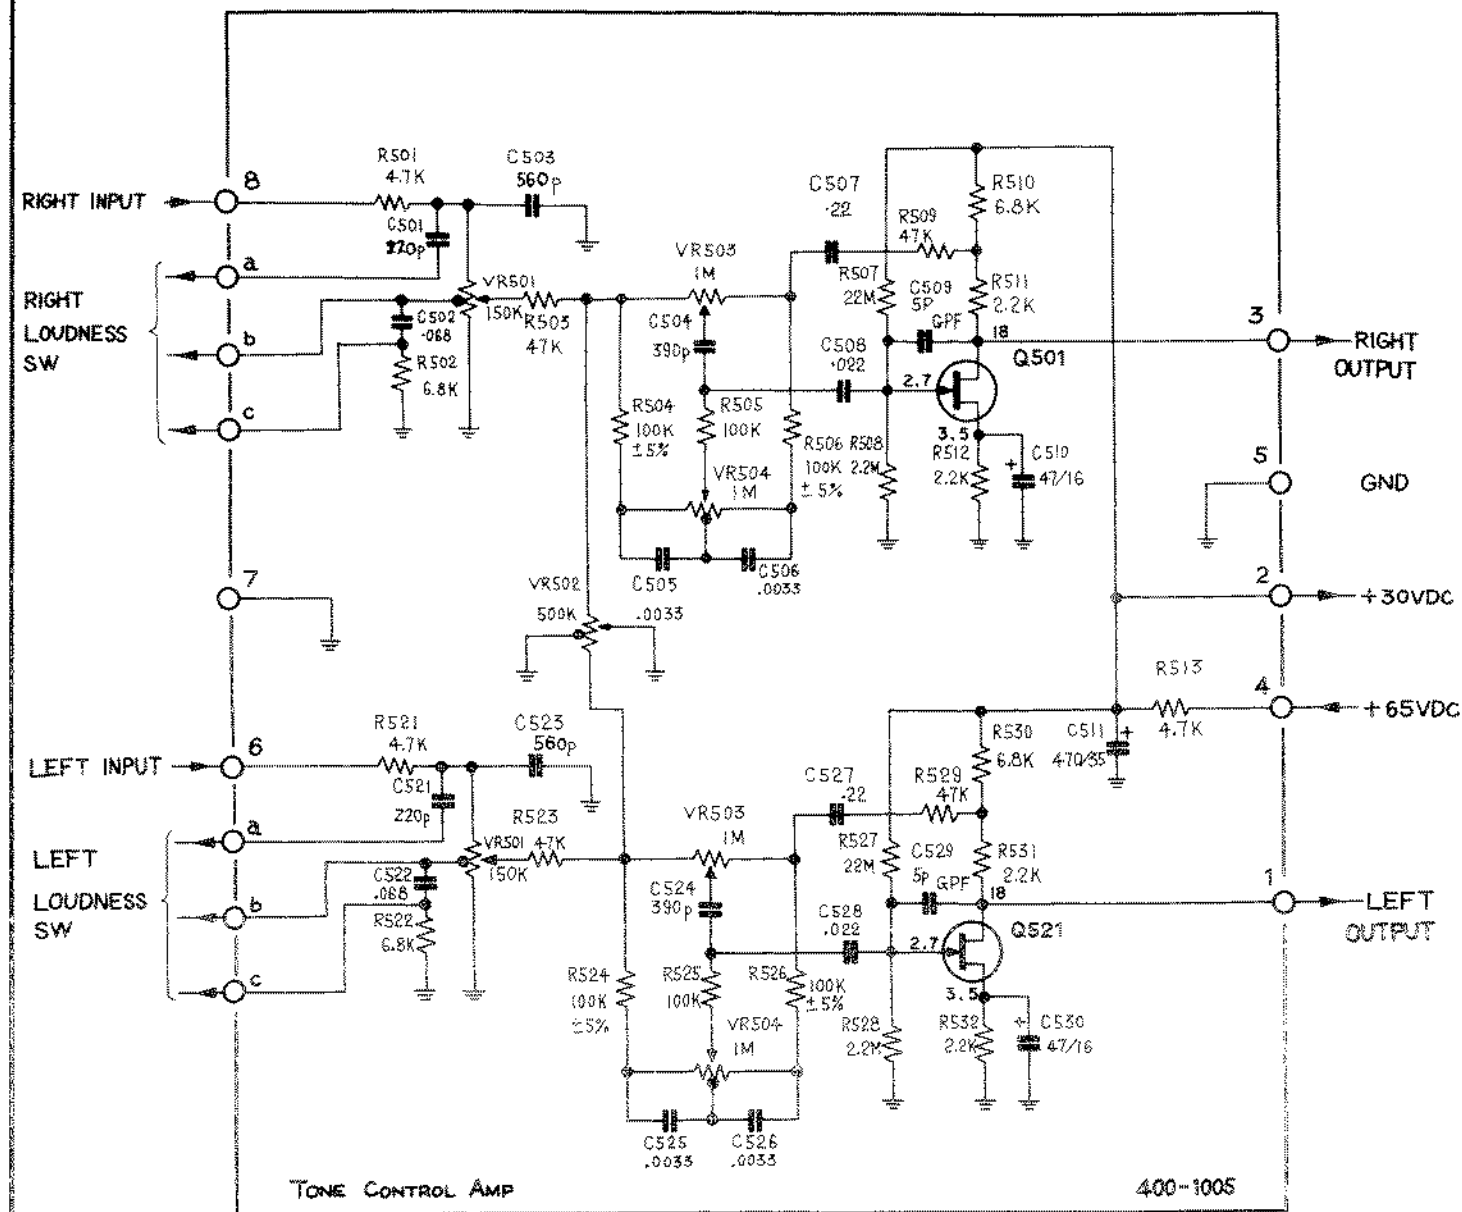 R501
4.7K
C503
560p
8
RIGHT INPUT
C501
220p
a
RIGHT
LOUDNESS
SW
b
c
VR501
150K
R503
47K
C502
.068
R502
6.8K
VR503
1M
C504
390p
R504
100K
±5%
R505
100K
R506
100K
±5%
VR504
1M
C505
.0033
C506
.0033
C507
.22
R509
47K
R510
6.8K
R507
22M
C509
5P
GPF
R511
2.2K
18
C508
.022
2.7
Q501
3.5
R508
2.2M
R512
2.2K
+
C510
47/16
3
RIGHT
OUTPUT
5
GND
7
VR502
500K
2
+30VDC
R513
4.7K
4
+65VDC
C511
+
470/35
R521
4.7K
C523
560p
6
LEFT INPUT
C521
220p
a
LEFT
LOUDNESS
SW
b
c
VR501
150K
R523
47K
C522
.068
R522
6.8K
VR503
1M
C524
390p
R524
100K
±5%
R525
100K
R526
100K
±5%
VR504
1M
C525
.0033
C526
.0033
C527
.22
R529
47K
R530
6.8K
R527
22M
C529
5p
GPF
R531
2.2K
18
C528
.022
2.7
Q521
3.5
R528
2.2M
R532
2.2K
+
C530
47/16
1
LEFT
OUTPUT
TONE CONTROL AMP
400-1005